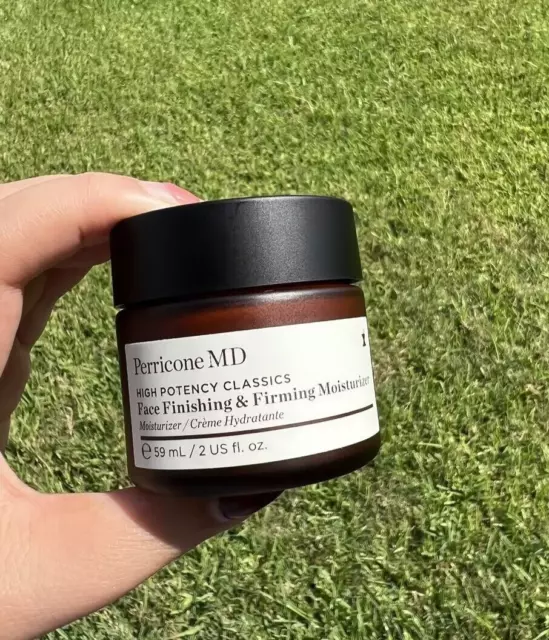 Perricone MD
HIGH POTENCY CLASSICS
Face Finishing & Firming Moisturizer
Moisturizer / Crème Hydratante
℮ 59 mL / 2 US fl. oz.